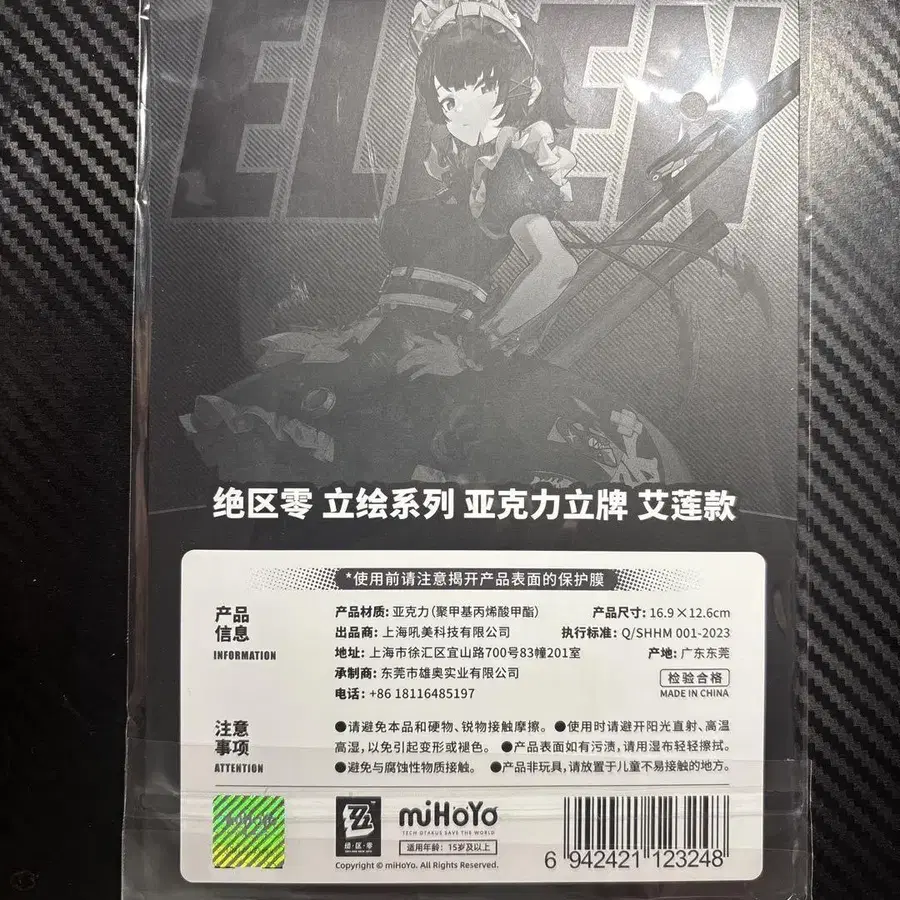 ELLEN
绝区零 立绘系列 亚克力立牌 艾莲款
*使用前请注意揭开产品表面的保护膜
产品
信息
INFORMATION
产品材质: 亚克力(聚甲基丙烯酸甲酯) 产品尺寸: 16.9×12.6cm
出品商: 上海吼美科技有限公司 执行标准: Q/SHHM 001-2023
地址: 上海市徐汇区宜山路700号83幢201室 产地: 广东东莞
承制商: 东莞市雄奥实业有限公司 检验合格
电话: +86 18116485197 MADE IN CHINA
注意
事项
ATTENTION
●请避免本品和硬物、锐物接触摩擦。 ●使用时请避开阳光直射、高温
高湿,以免引起变形或褪色。 ●产品表面如有污渍,请用湿布轻轻擦拭。
●避免与腐蚀性物质接触。 ●产品非玩具,请放置于儿童不易接触的地方。
绝·区·零
miHoYo
TECH OTAKUS SAVE THE WORLD
适用年龄: 15岁及以上
Copyright © miHoYo. All Rights Reserved.
6 942421 123248